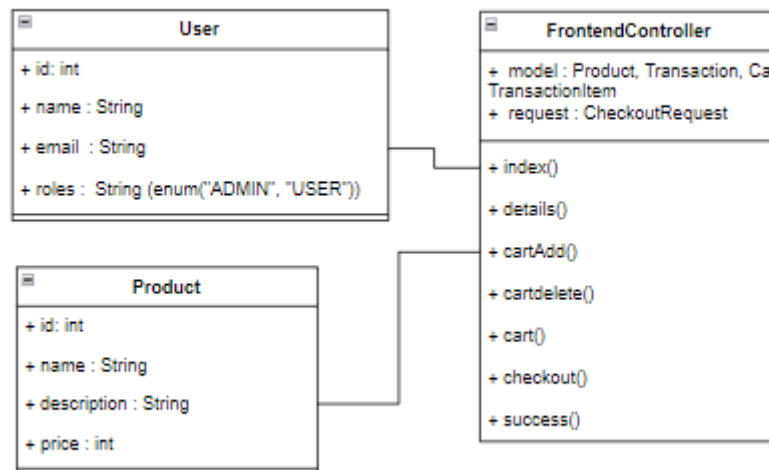 User
+ id: int
+ name : String
+ email : String
+ roles : String (enum("ADMIN", "USER"))
Product
+ id: int
+ name : String
+ description : String
+ price : int
FrontendController
+ model : Product, Transaction,
TransactionItem
+ request : CheckoutRequest
+ index()
+ details()
+ cartAdd()
+ cartdelete()
+ cart()
+ checkout()
+ success()